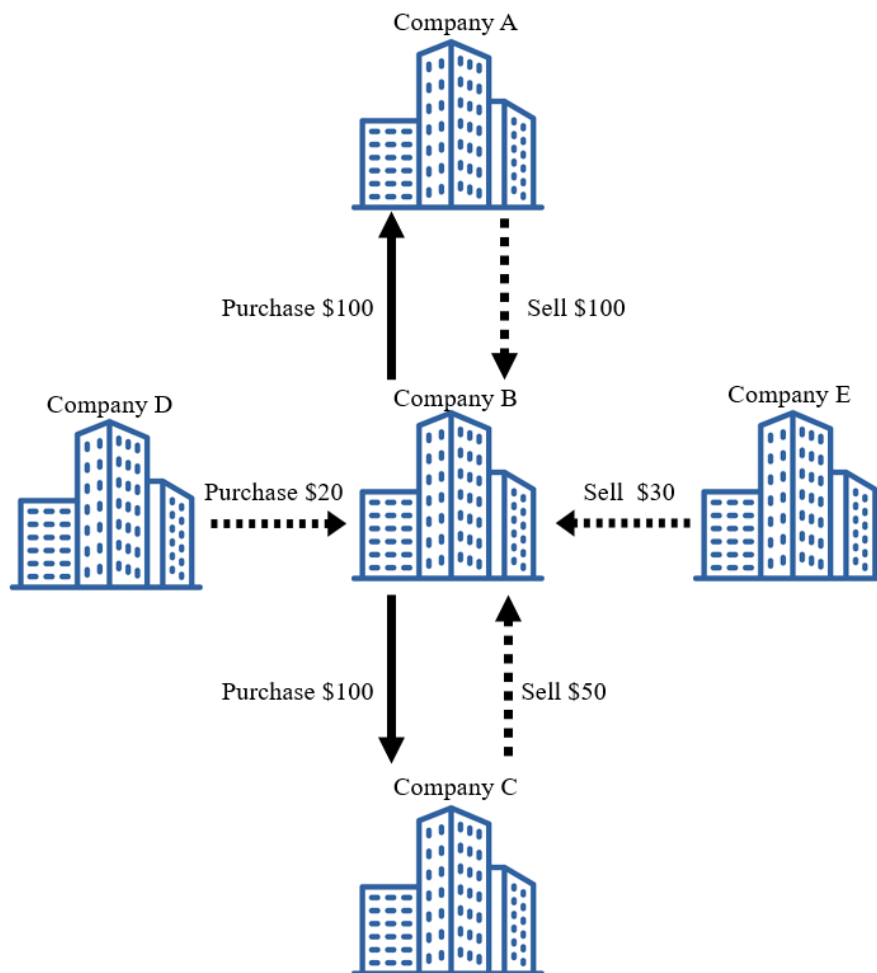 Company A
Purchase $100
Sell $100
Company D
Company B
Company E
Purchase $20
Sell $30
Purchase $100
Sell $50
Company C